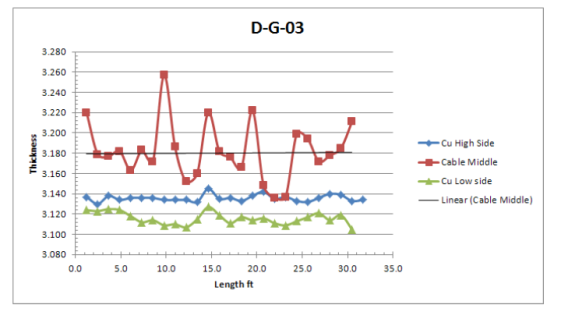 D-G-03
3.280
3.260
3.240
3.220
3.200
3.180
3.160
3.140
3.120
3.100
3.080
Thickness
0.0 5.0 10.0 15.0 20.0 25.0 30.0 35.0
Length ft
Cu High Side
Cable Middle
Cu Low side
Linear (Cable Middle)